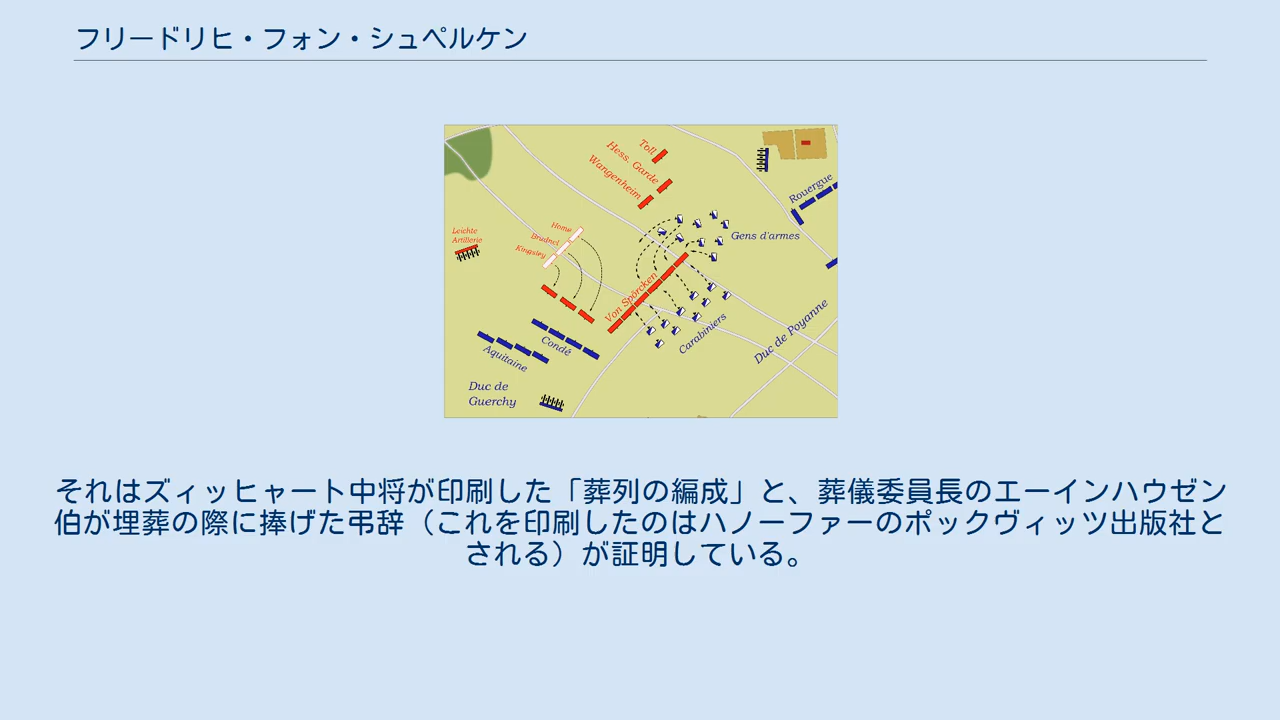 フリードリヒ・フォン・シュペルケン
Toll
Hess. Garde
Wangenheim
Rouergue
Gens d'armes
Leichte
Artillerie
Home
Brudnel
Kingsley
Von Spörcken
Carabiniers
Duc de Poyanne
Condé
Aquitaine
Duc de
Guerchy
それはズィッヒャート中将が印刷した「葬列の編成」と、葬儀委員長のエーインハウゼン
伯が埋葬の際に捧げた弔辞（これを印刷したのはハノーファーのポックヴィッツ出版社と
される）が証明している。